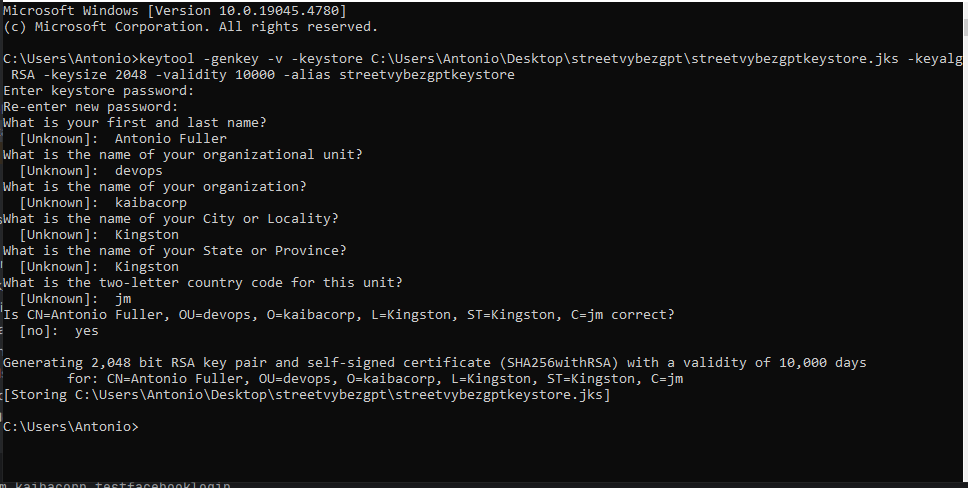 Microsoft Windows [Version 10.0.19045.4780]
(c) Microsoft Corporation. All rights reserved.
C:\Users\Antonio>keytool -genkey -v -keystore C:\Users\Antonio\Desktop\streetvybezgpt\streetvybezgptkeystore.jks -keyalg
RSA -keysize 2048 -validity 10000 -alias streetvybezgptkeystore
Enter keystore password:
Re-enter new password:
What is your first and last name?
[Unknown]:  Antonio Fuller
What is the name of your organizational unit?
[Unknown]:  devops
What is the name of your organization?
[Unknown]:  kaibacorp
What is the name of your City or Locality?
[Unknown]:  Kingston
What is the name of your State or Province?
[Unknown]:  Kingston
What is the two-letter country code for this unit?
[Unknown]:  jm
Is CN=Antonio Fuller, OU=devops, O=kaibacorp, L=Kingston, ST=Kingston, C=jm correct?
[no]:  yes
Generating 2,048 bit RSA key pair and self-signed certificate (SHA256withRSA) with a validity of 10,000 days
for: CN=Antonio Fuller, OU=devops, O=kaibacorp, L=Kingston, ST=Kingston, C=jm
[Storing C:\Users\Antonio\Desktop\streetvybezgpt\streetvybezgptkeystore.jks]
C:\Users\Antonio>
m kaibacorp testfacebooklogin